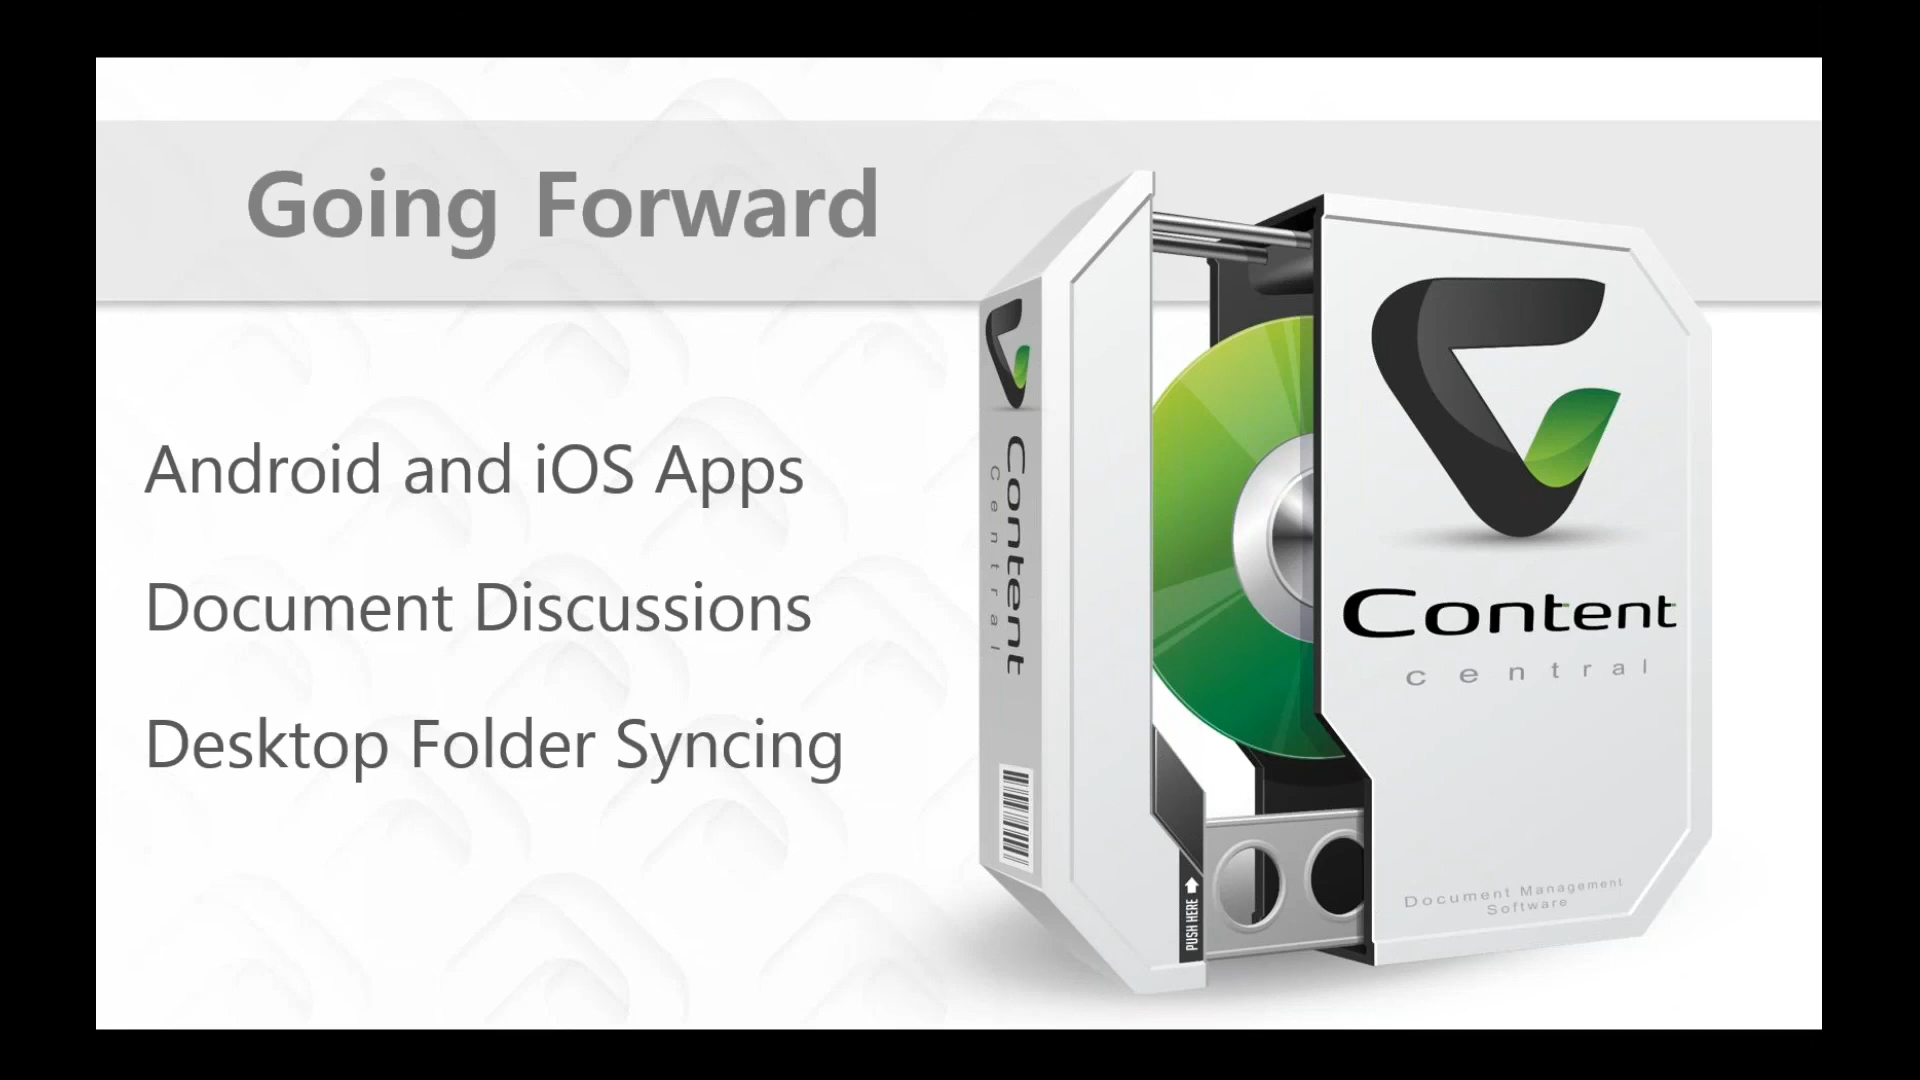 Going Forward
Android and iOS Apps
Document Discussions
Desktop Folder Syncing
Content
Central
PUSH HERE
Content
central
Document Management
Software